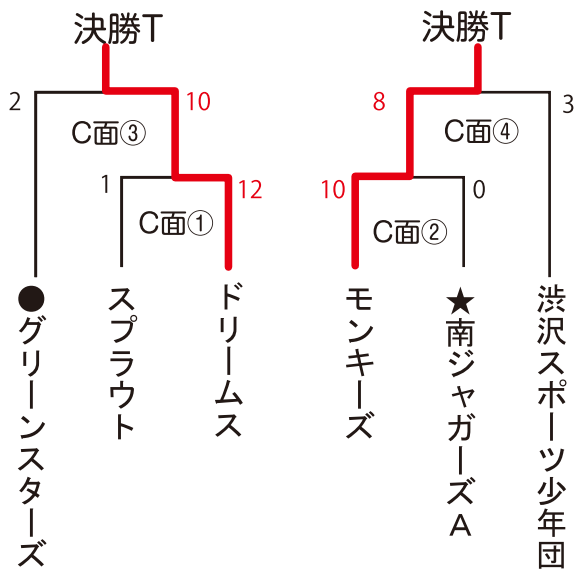 決勝T
決勝T
2
10
8
3
C面③
C面④
1
12
10
0
C面①
C面②
●グリーンスターズ
スプラウト
ドリームス
モンキーズ
★南ジャガーズA
渋沢スポーツ少年団